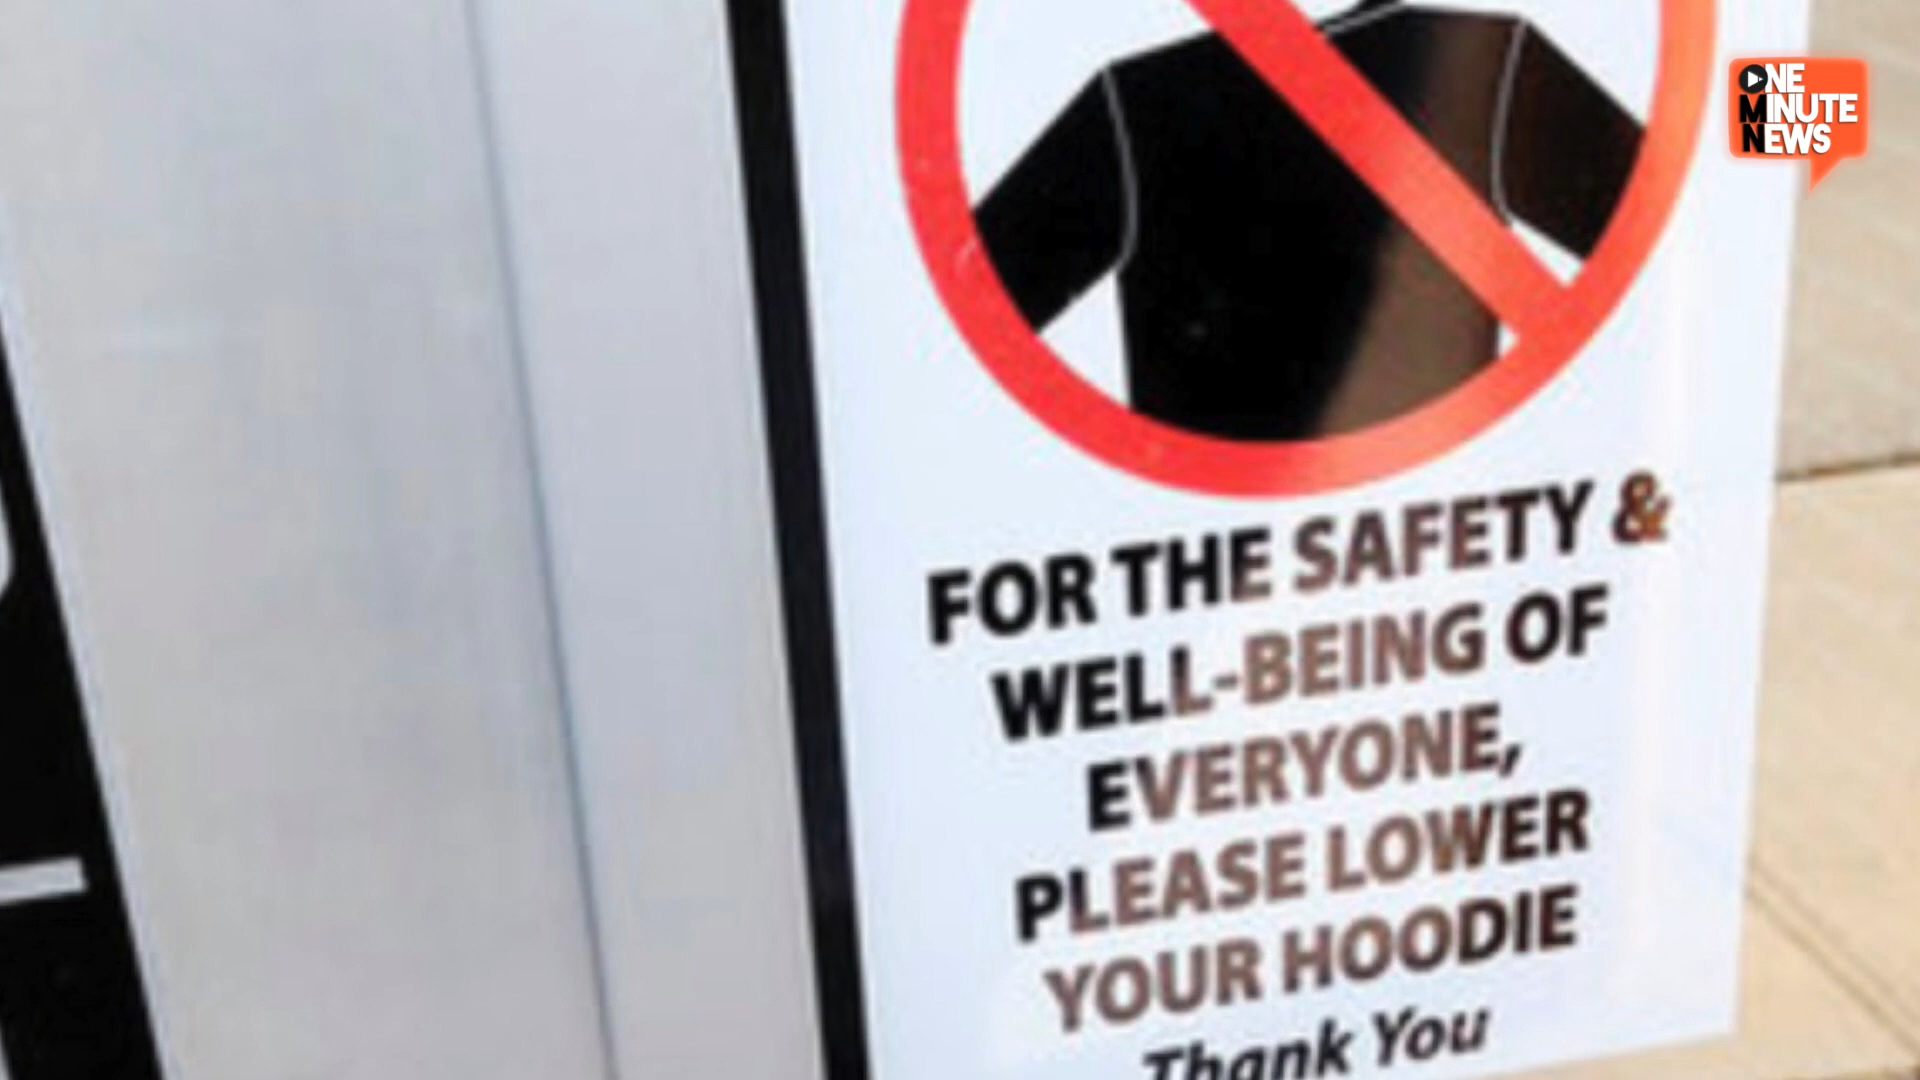 ONE
MINUTE
NEWS
FOR THE SAFETY &
WELL-BEING OF
EVERYONE,
PLEASE LOWER
YOUR HOODIE
Thank You